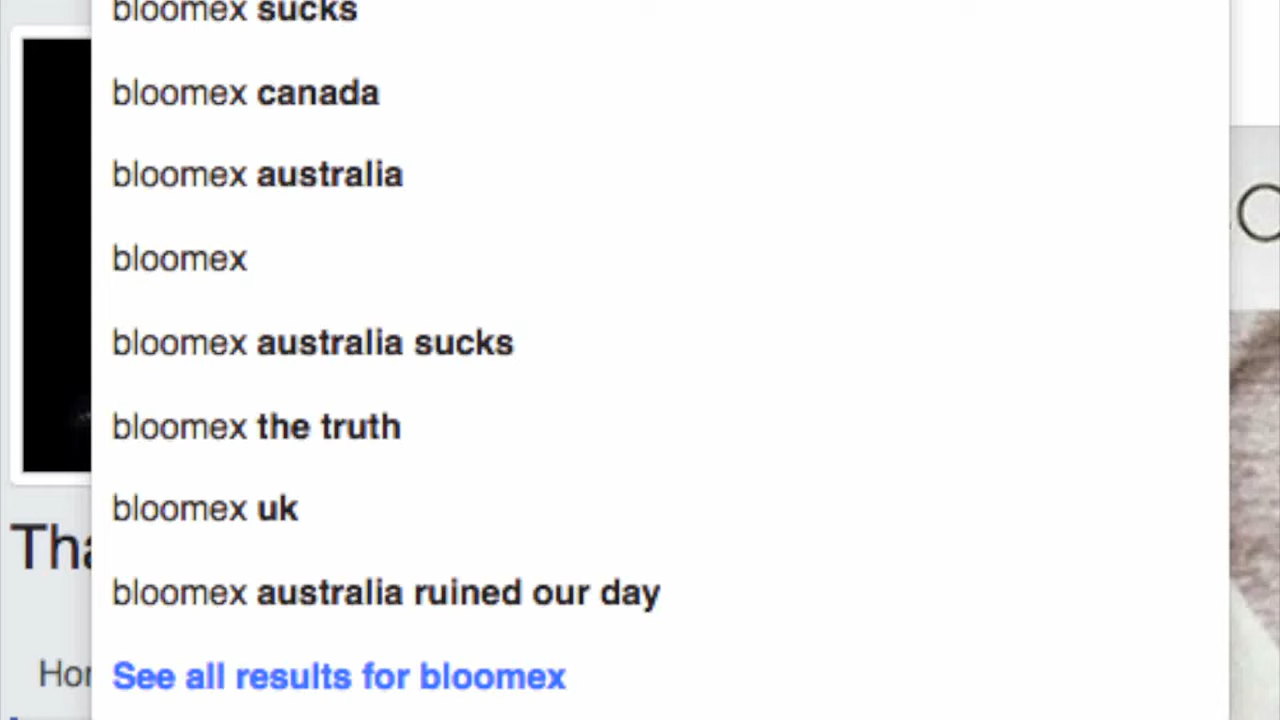 bloomex sucks
bloomex canada
bloomex australia
bloomex
bloomex australia sucks
bloomex the truth
bloomex uk
bloomex australia ruined our day
See all results for bloomex